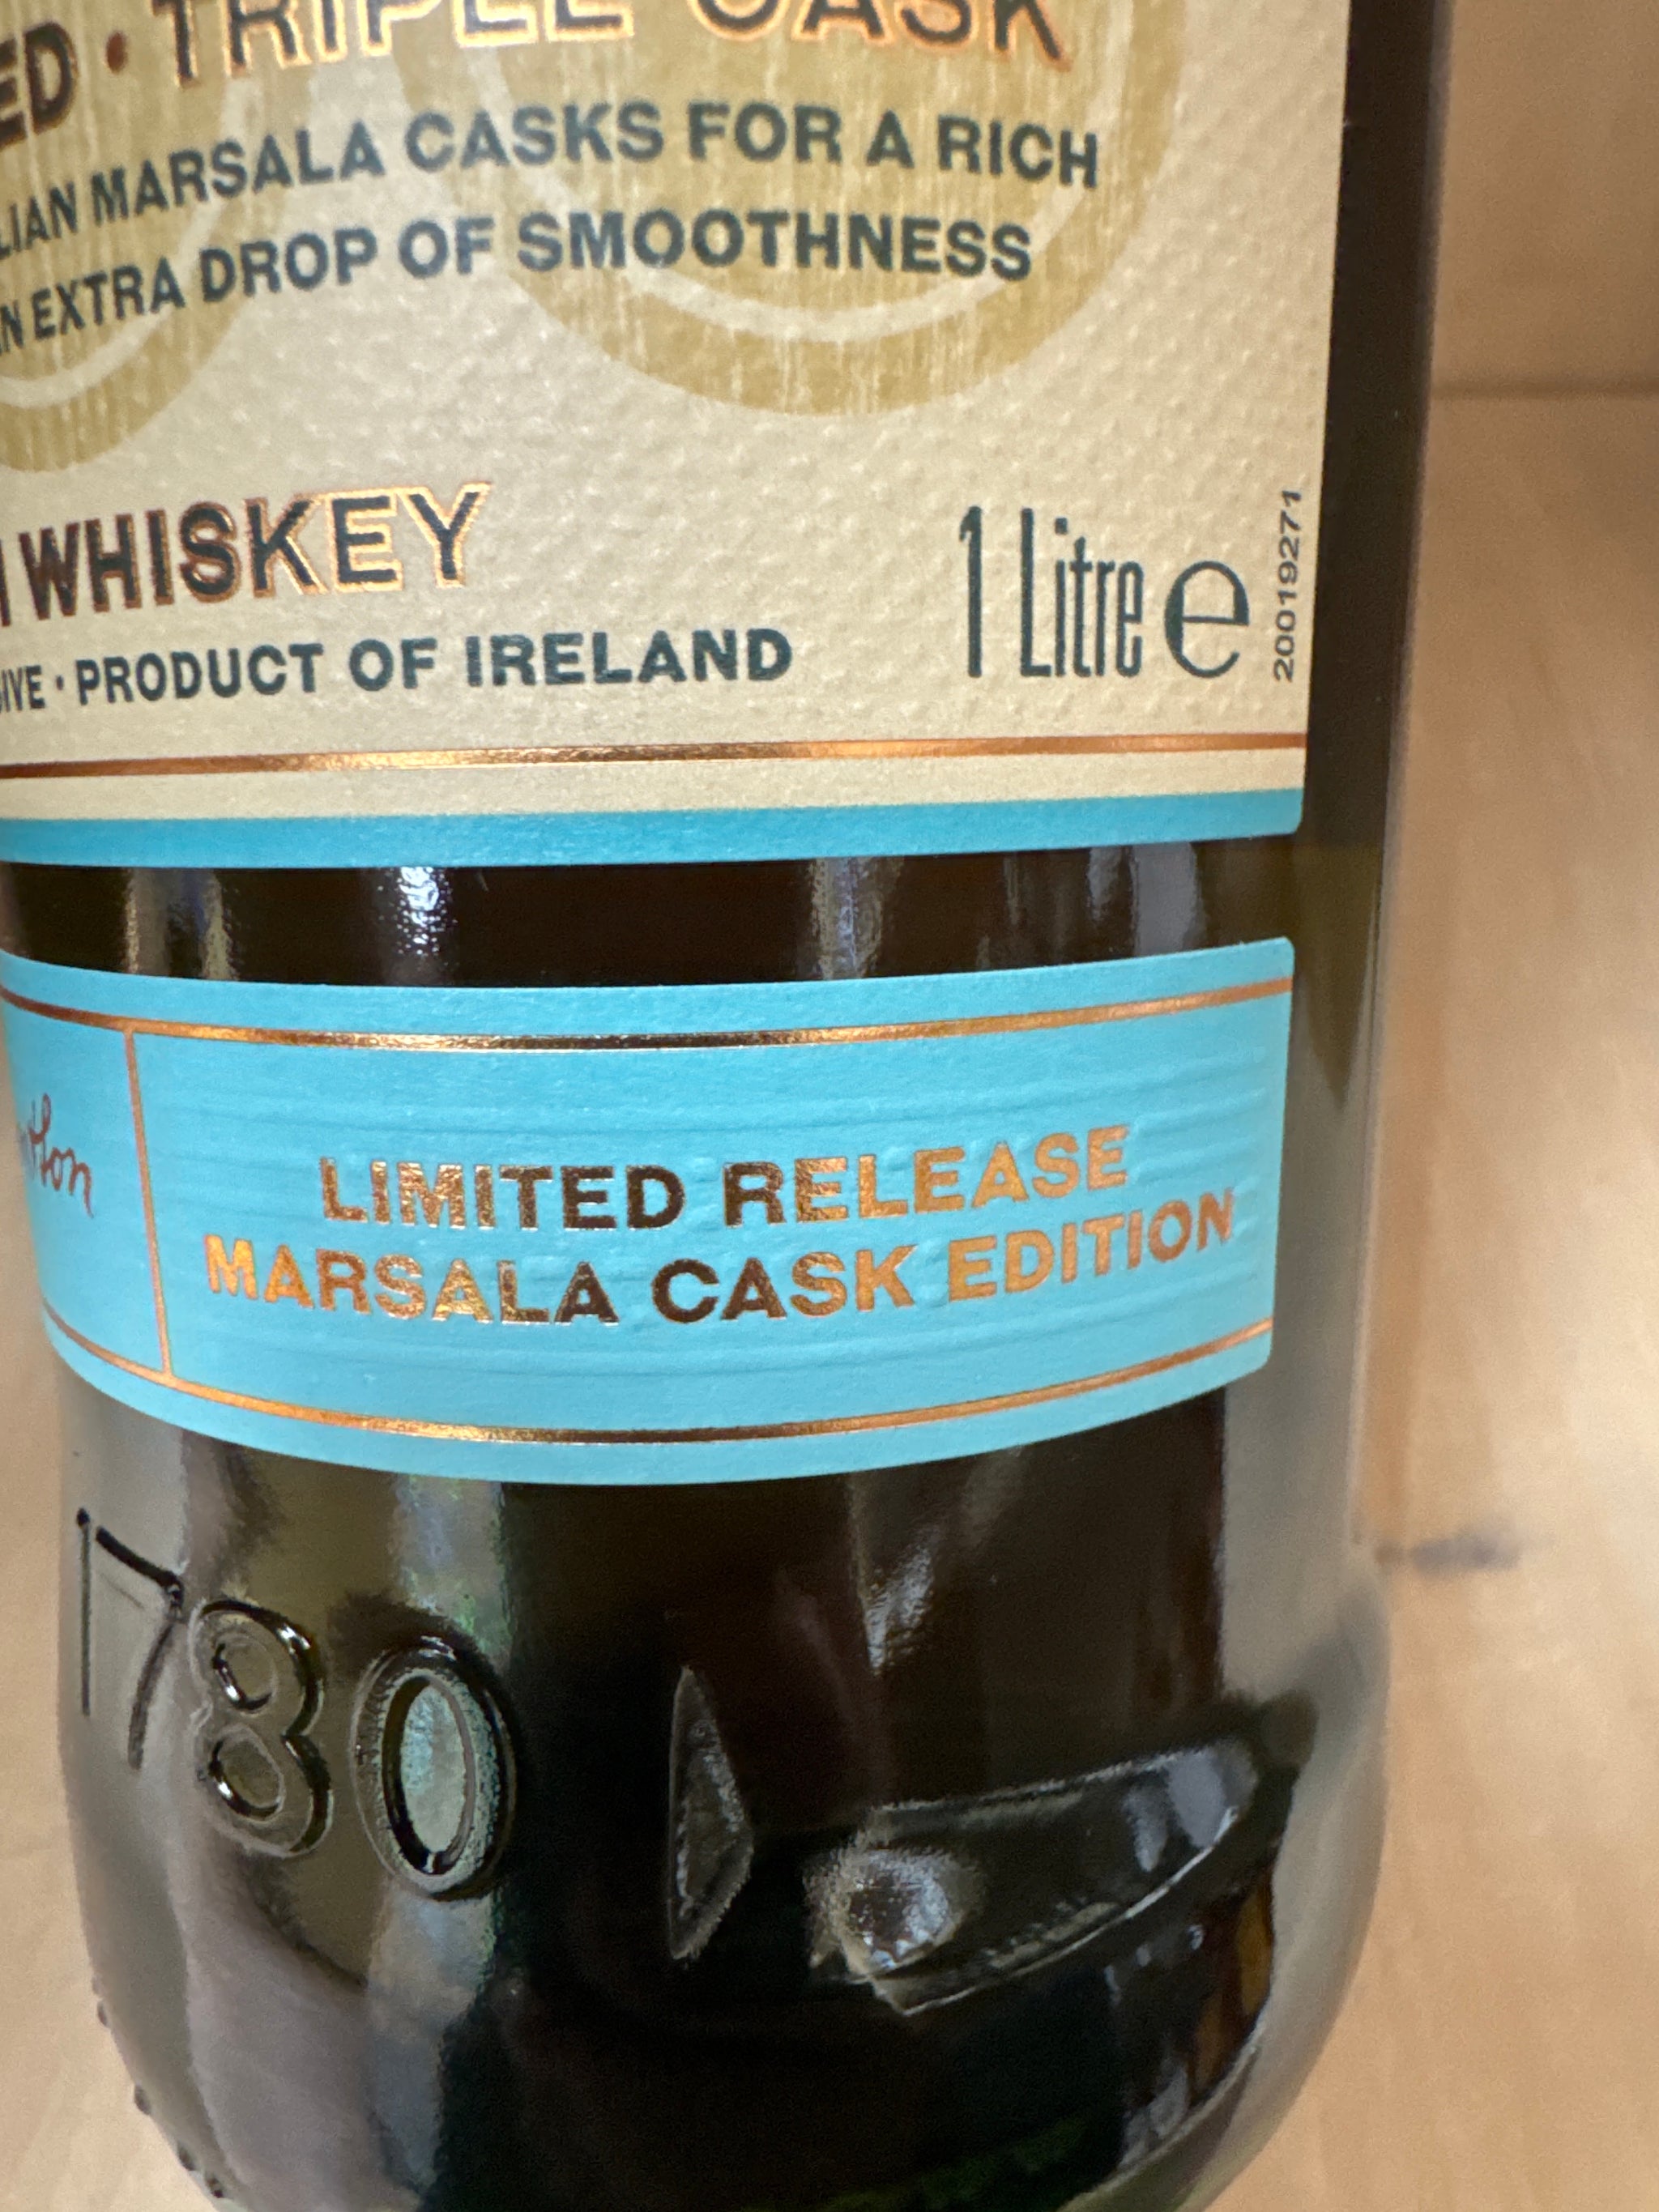 ED • TRIPLE CASK
LIAN MARSALA CASKS FOR A RICH
N EXTRA DROP OF SMOOTHNESS
WHISKEY
1 Litre e
20019271
IVE • PRODUCT OF IRELAND
LIMITED RELEASE
MARSALA CASK EDITION
1780